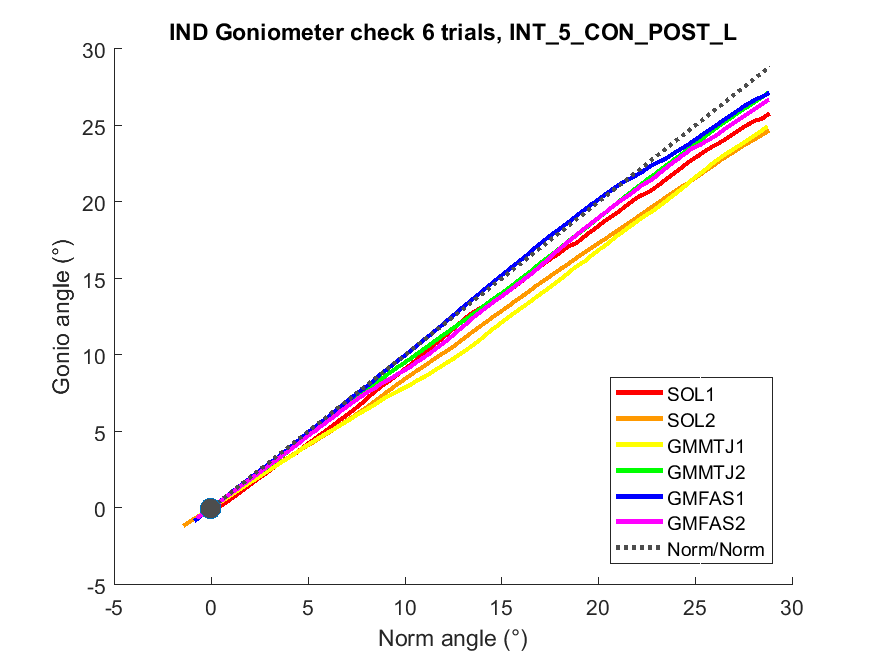 IND Goniometer check 6 trials, INT_5_CON_POST_L
30
25
20
15
10
5
0
-5
Gonio angle (°)
-5 0 5 10 15 20 25 30
Norm angle (°)
SOL1
SOL2
GMMTJ1
GMMTJ2
GMFAS1
GMFAS2
Norm/Norm